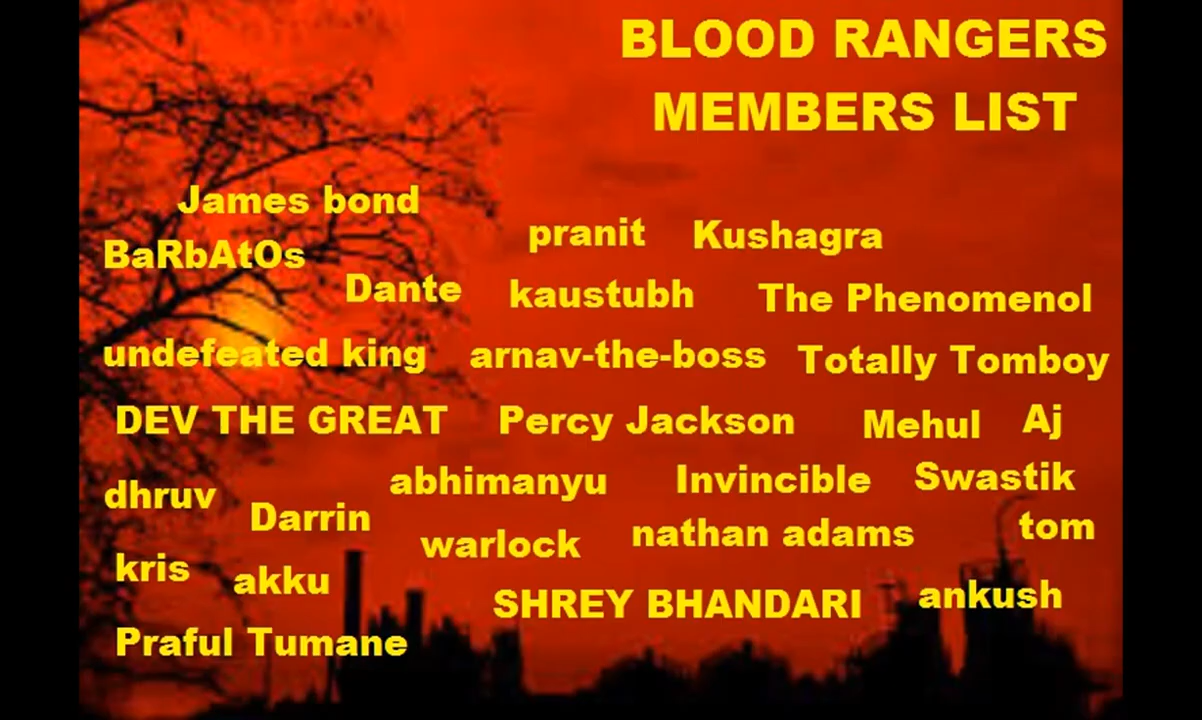 BLOOD RANGERS
MEMBERS LIST
James bond
pranit Kushagra
BaRbAtOs
Dante kaustubh The Phenomenol
undefeated king arnav-the-boss Totally Tomboy
DEV THE GREAT Percy Jackson Mehul Aj
dhruv abhimanyu Invincible Swastik
Darrin warlock nathan adams tom
kris akku SHREY BHANDARI ankush
Praful Tumane